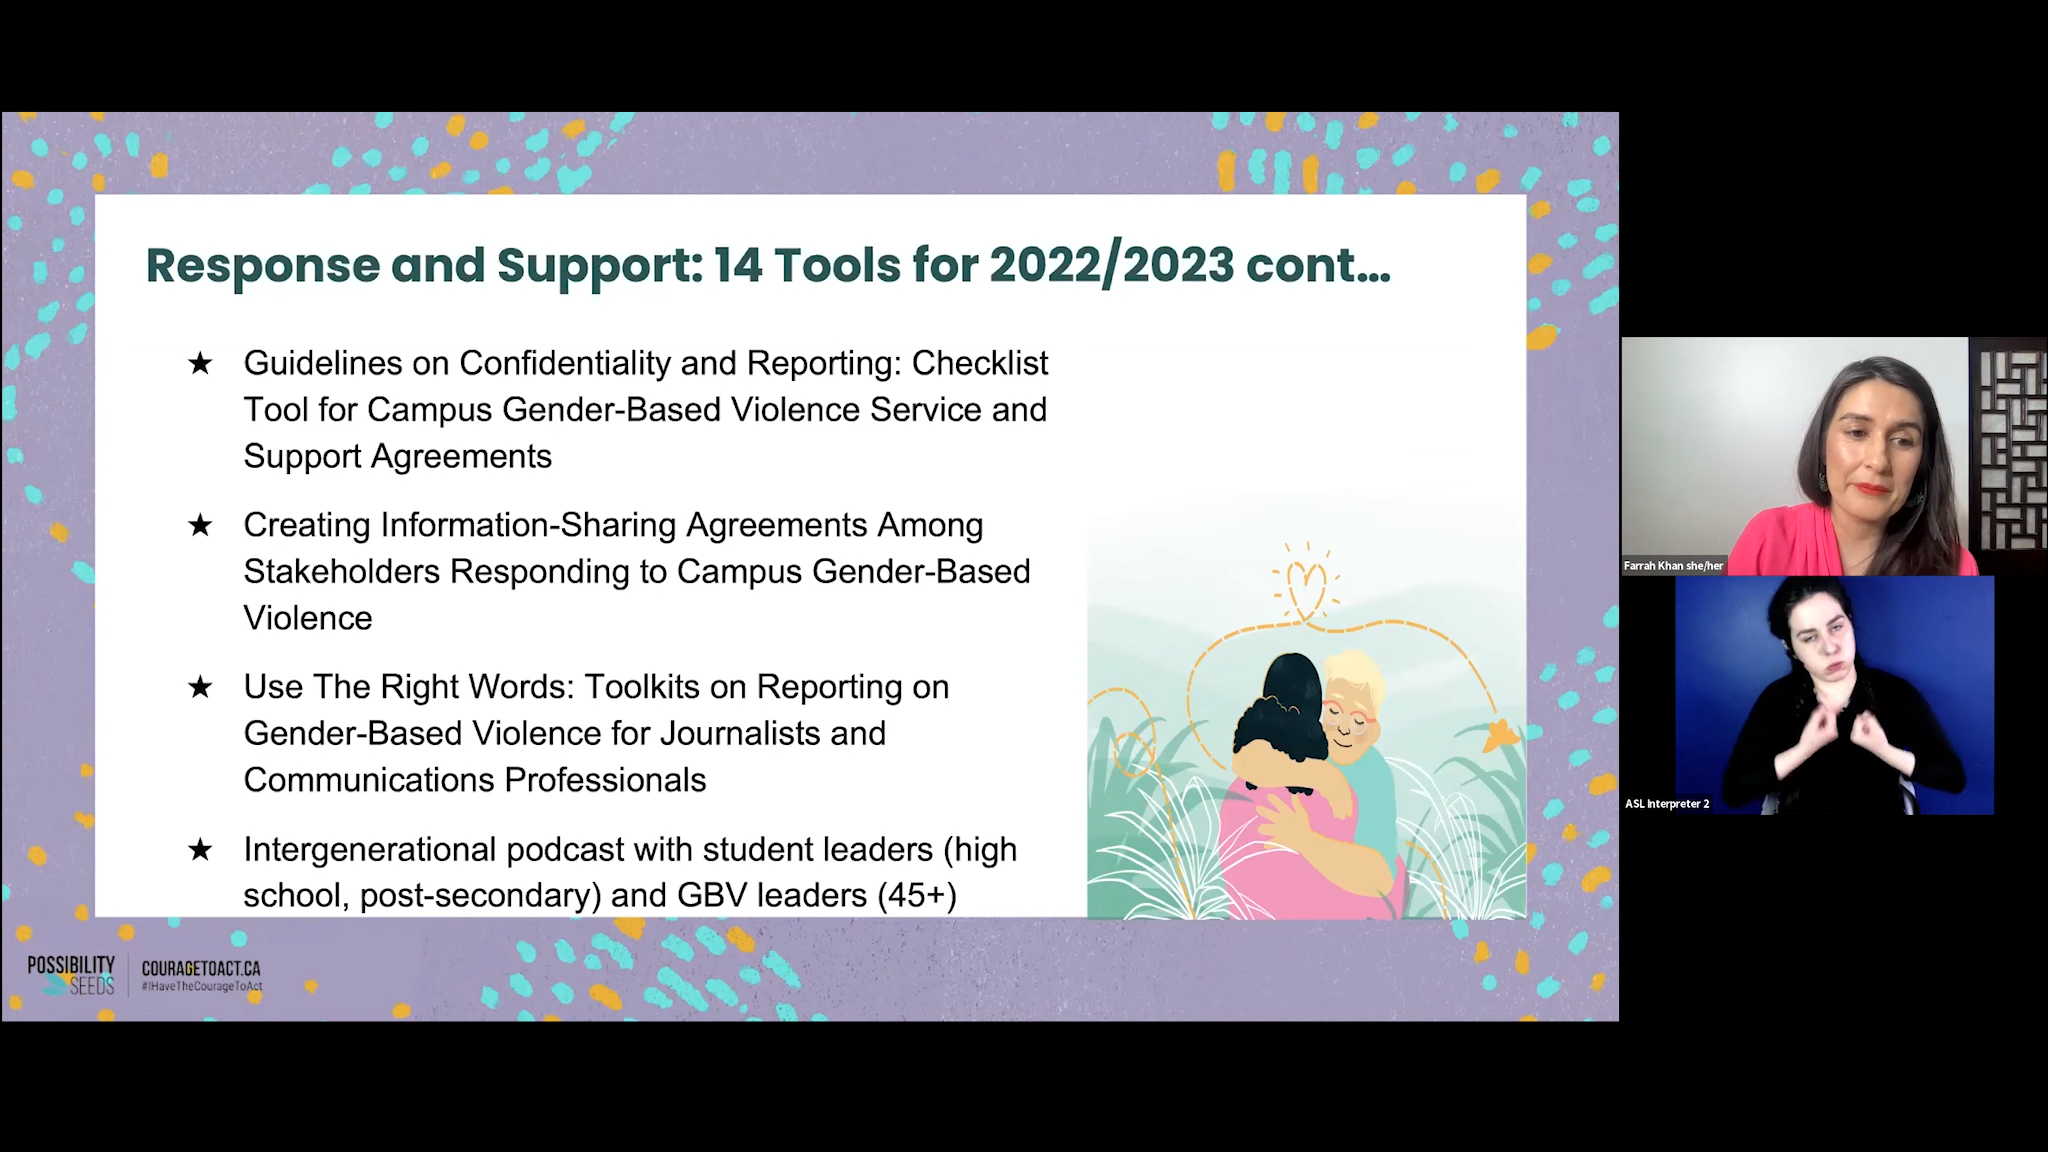 Response and Support: 14 Tools for 2022/2023 cont...
★ Guidelines on Confidentiality and Reporting: Checklist
Tool for Campus Gender-Based Violence Service and
Support Agreements
★ Creating Information-Sharing Agreements Among
Stakeholders Responding to Campus Gender-Based
Violence
★ Use The Right Words: Toolkits on Reporting on
Gender-Based Violence for Journalists and
Communications Professionals
★ Intergenerational podcast with student leaders (high
school, post-secondary) and GBV leaders (45+)
POSSIBILITY
SEEDS
COURAGETOACT.CA
#IHaveTheCourageToAct
Farrah Khan she/her
ASL Interpreter 2